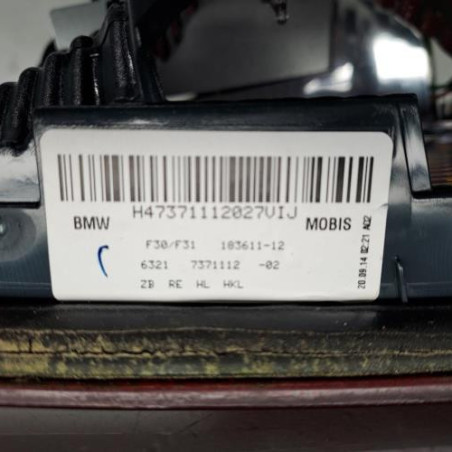 H47371112027VIJ
BMW MOBIS
F30/F31 183611-12
6321 7371112 -02
ZB RE HL HKL
20.09.14 02:21 A02